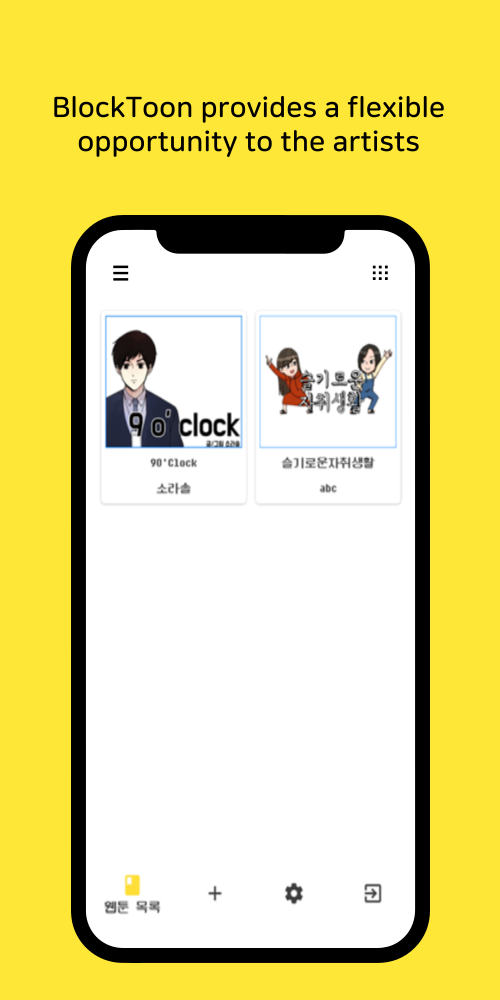 BlockToon provides a flexible
opportunity to the artists
9 o' clock
글/그림 소라솔
90'Clock
소라솔
슬기로운
자취생활
슬기로운자취생활
abc
웹툰 목록